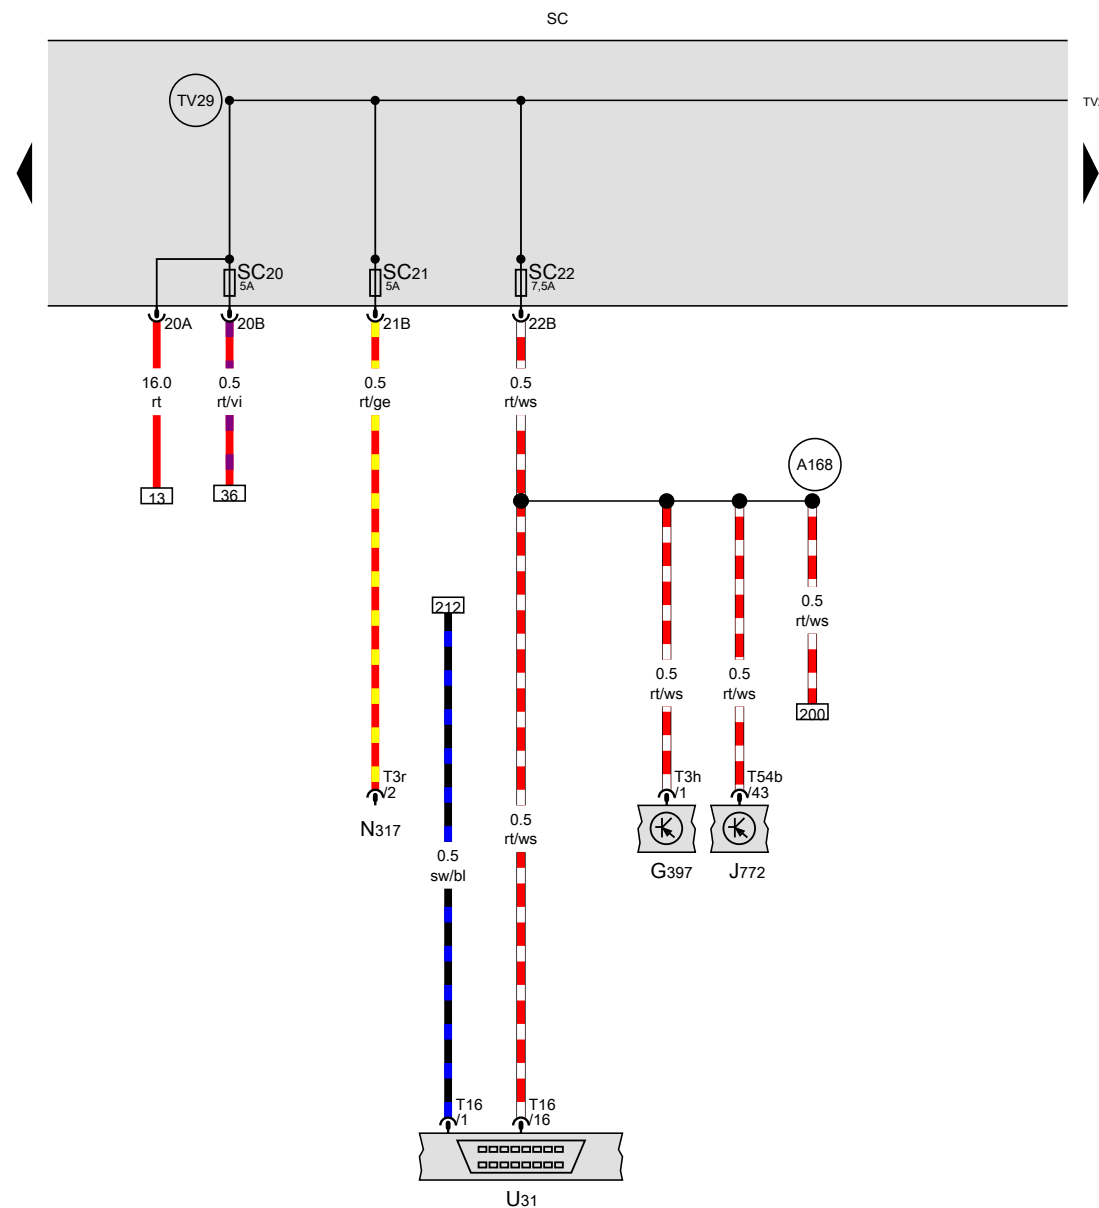 SC
TV29
SC20
5A
SC21
5A
SC22
7,5A
20A
20B
21B
22B
16.0
rt
0.5
rt/vi
0.5
rt/ge
0.5
rt/ws
13
36
A168
212
0.5
rt/ws
0.5
rt/ws
0.5
rt/ws
200
T3r
/2
N317
T3h
/1
T54b
/43
0.5
rt/ws
0.5
sw/bl
G397
J772
T16
/1
T16
/16
U31